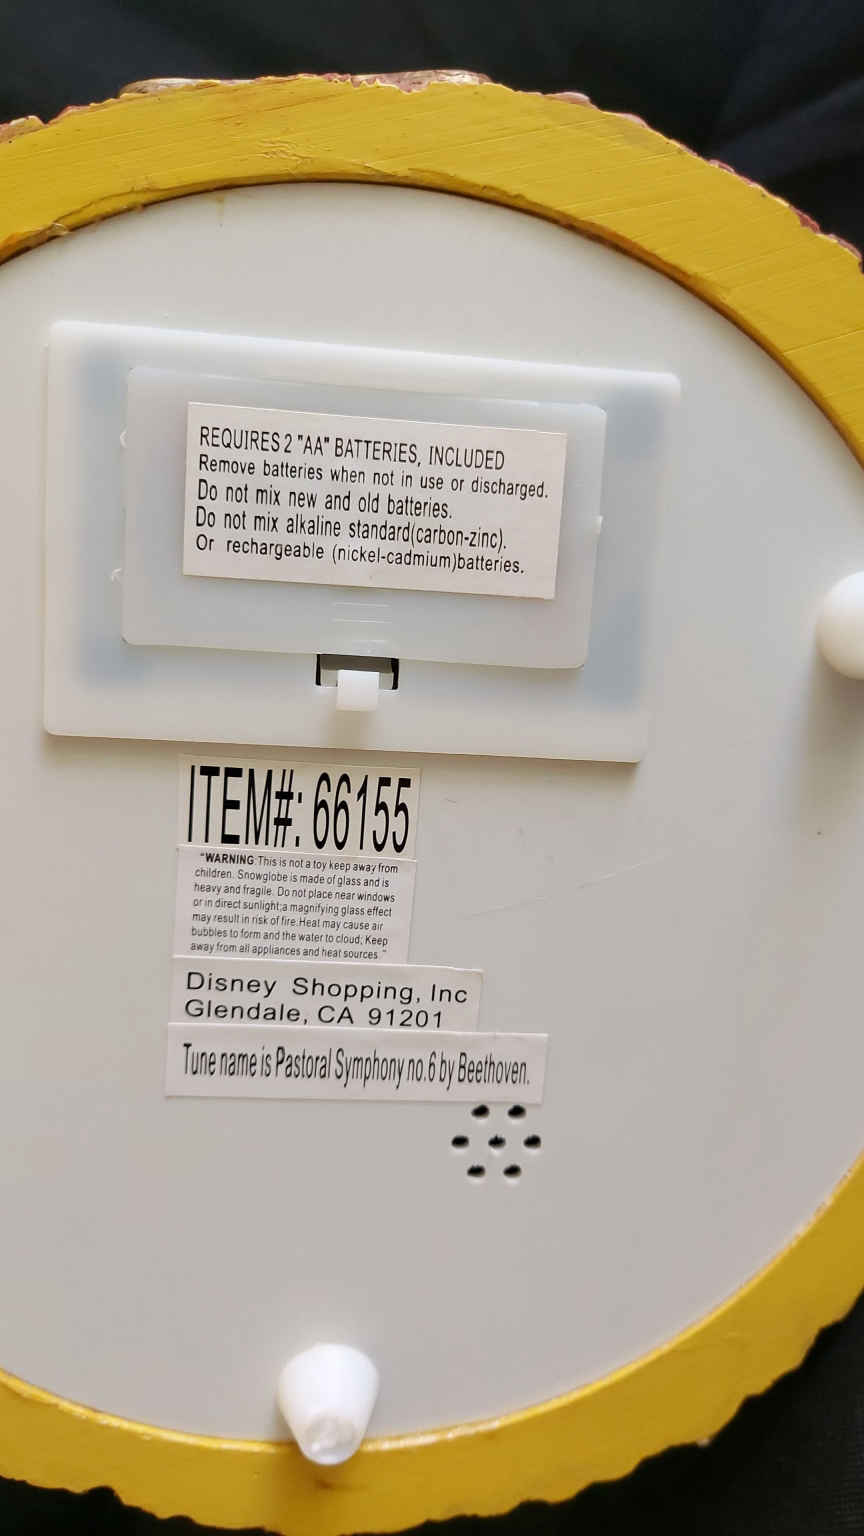 REQUIRES 2 "AA" BATTERIES, INCLUDED
Remove batteries when not in use or discharged.
Do not mix new and old batteries.
Do not mix alkaline standard(carbon-zinc).
Or rechargeable (nickel-cadmium)batteries.
ITEM#: 66155
"WARNING:This is not a toy keep away from
children. Snowglobe is made of glass and is
heavy and fragile. Do not place near windows
or in direct sunlight;a magnifying glass effect
may result in risk of fire.Heat may cause air
bubbles to form and the water to cloud; Keep
away from all appliances and heat sources."
Disney Shopping, Inc
Glendale, CA 91201
Tune name is Pastoral Symphony no.6 by Beethoven.